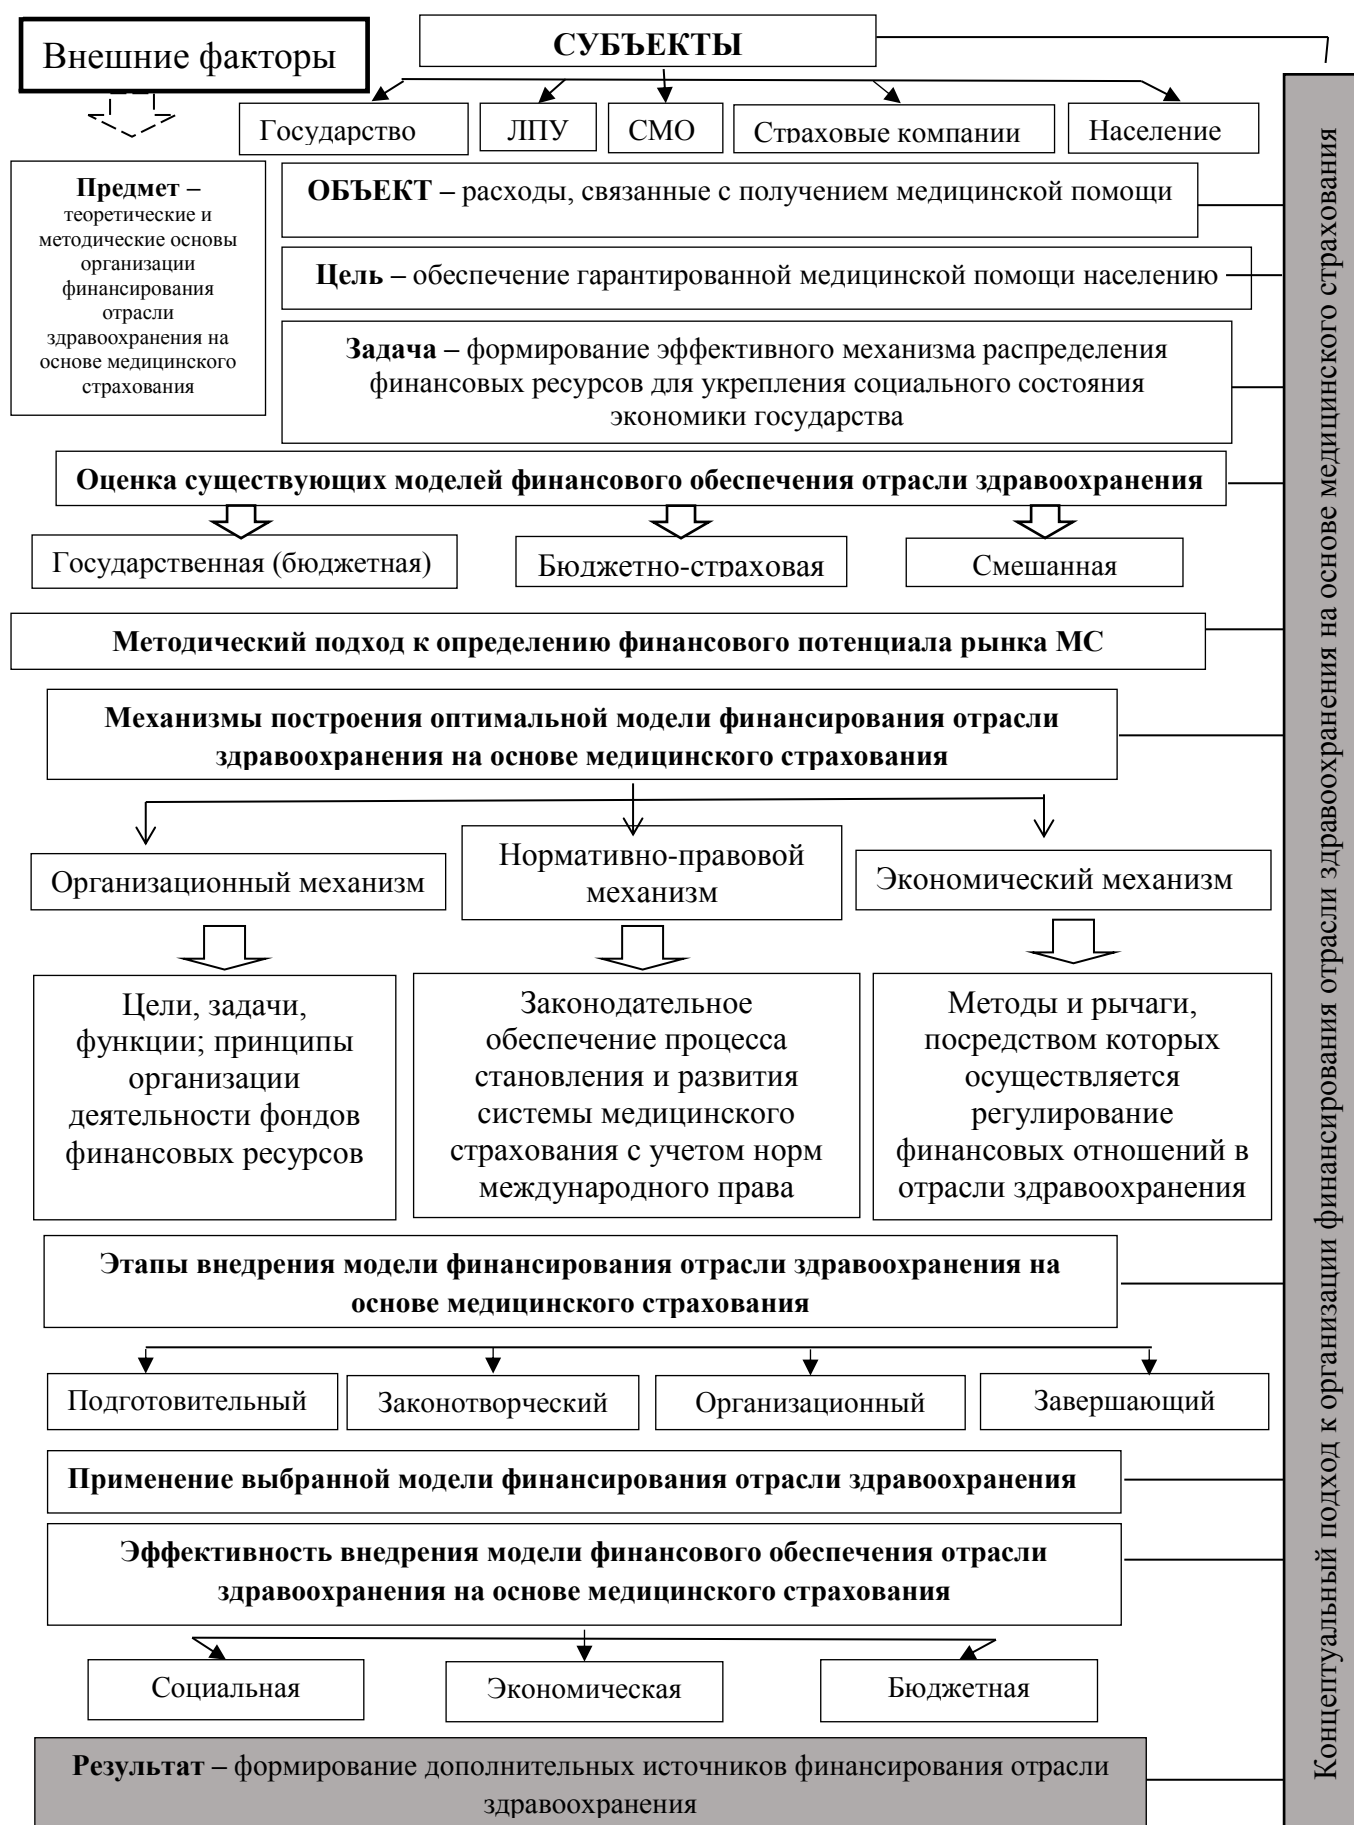 Внешние факторы
СУБЪЕКТЫ
Государство
ЛПУ
СМО
Страховые компании
Население
Предмет –
теоретические и
методические основы
организации
финансирования
отрасли
здравоохранения на
основе медицинского
страхования
ОБЪЕКТ – расходы, связанные с получением медицинской помощи
Цель – обеспечение гарантированной медицинской помощи населению
Задача – формирование эффективного механизма распределения
финансовых ресурсов для укрепления социального состояния
экономики государства
Оценка существующих моделей финансового обеспечения отрасли здравоохранения
Государственная (бюджетная)
Бюджетно-страховая
Смешанная
Методический подход к определению финансового потенциала рынка МС
Механизмы построения оптимальной модели финансирования отрасли
здравоохранения на основе медицинского страхования
Организационный механизм
Нормативно-правовой
механизм
Экономический механизм
Цели, задачи,
функции; принципы
организации
деятельности фондов
финансовых ресурсов
Законодательное
обеспечение процесса
становления и развития
системы медицинского
страхования с учетом норм
международного права
Методы и рычаги,
посредством которых
осуществляется
регулирование
финансовых отношений в
отрасли здравоохранения
Этапы внедрения модели финансирования отрасли здравоохранения на
основе медицинского страхования
Подготовительный
Законотворческий
Организационный
Завершающий
Применение выбранной модели финансирования отрасли здравоохранения
Эффективность внедрения модели финансового обеспечения отрасли
здравоохранения на основе медицинского страхования
Социальная
Экономическая
Бюджетная
Результат – формирование дополнительных источников финансирования отрасли
здравоохранения
Концептуальный подход к организации финансирования отрасли здравоохранения на основе медицинского страхования